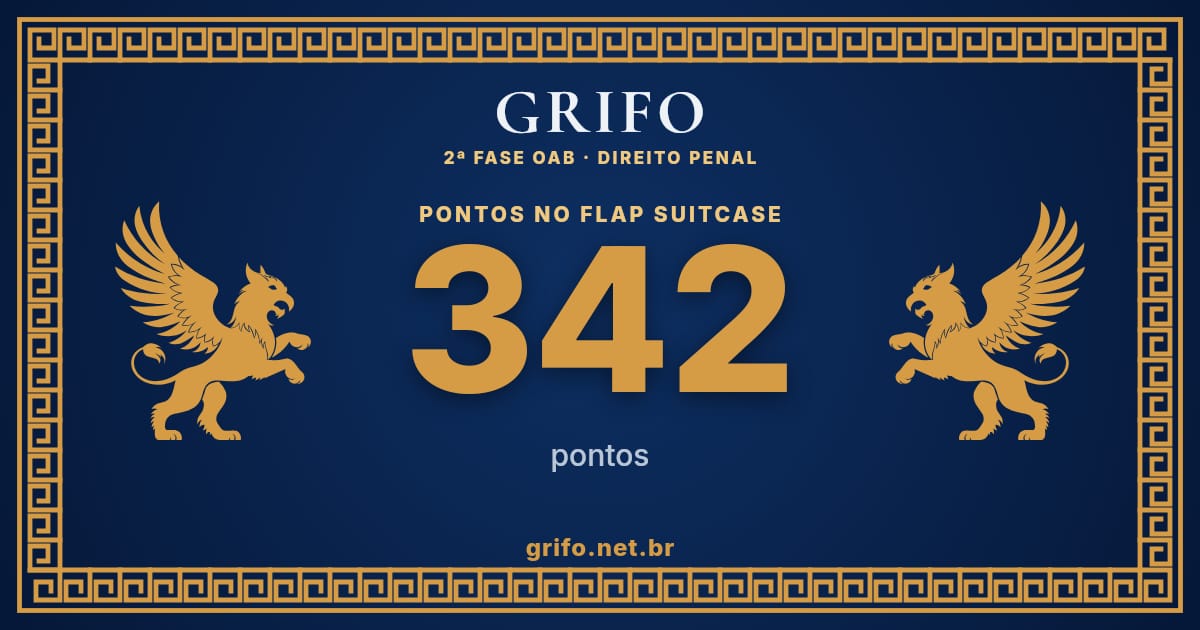 GRIFO
2ª FASE OAB · DIREITO PENAL
PONTOS NO FLAP SUITCASE
342
pontos
grifo.net.br